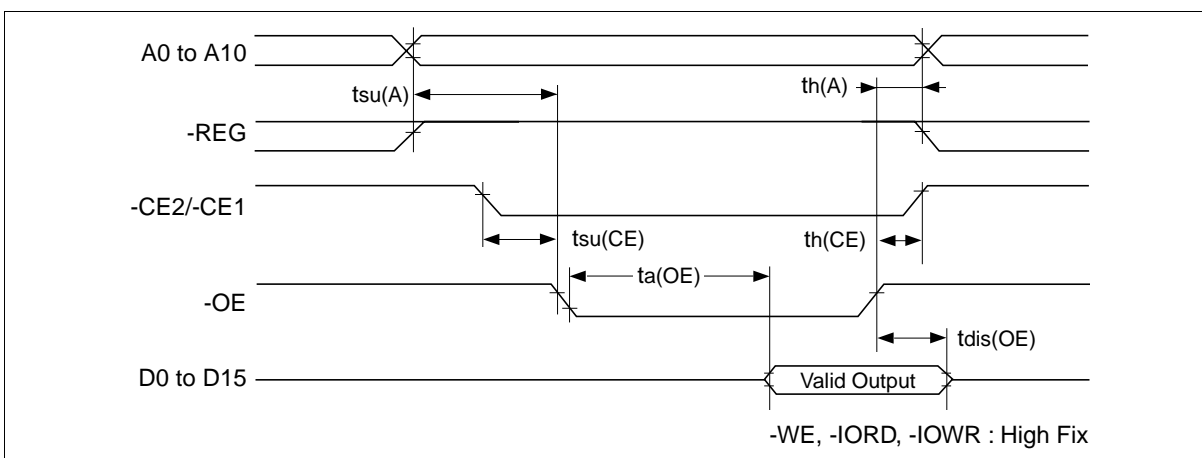 A0 to A10
tsu(A)
th(A)
-REG
-CE2/-CE1
tsu(CE)
th(CE)
ta(OE)
-OE
tdis(OE)
D0 to D15
Valid Output
-WE, -IORD, -IOWR : High Fix